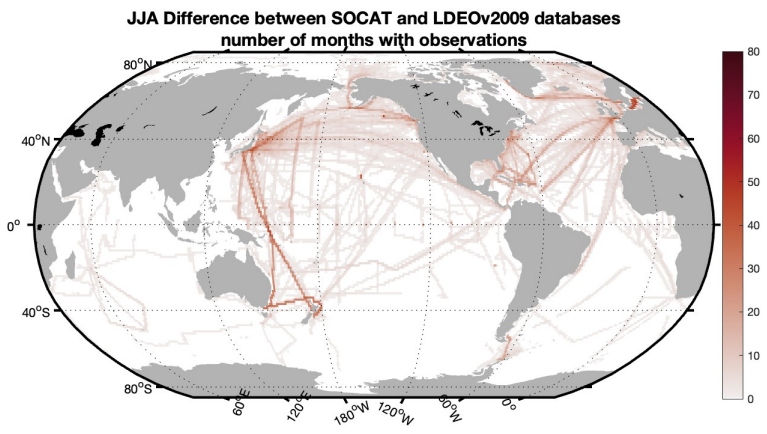 JJA Difference between SOCAT and LDEOv2009 databases
number of months with observations
80°N
40°N
0°
40°S
80°S
60°E
120°E
180°W
120°W
60°W
0°
80
70
60
50
40
30
20
10
0